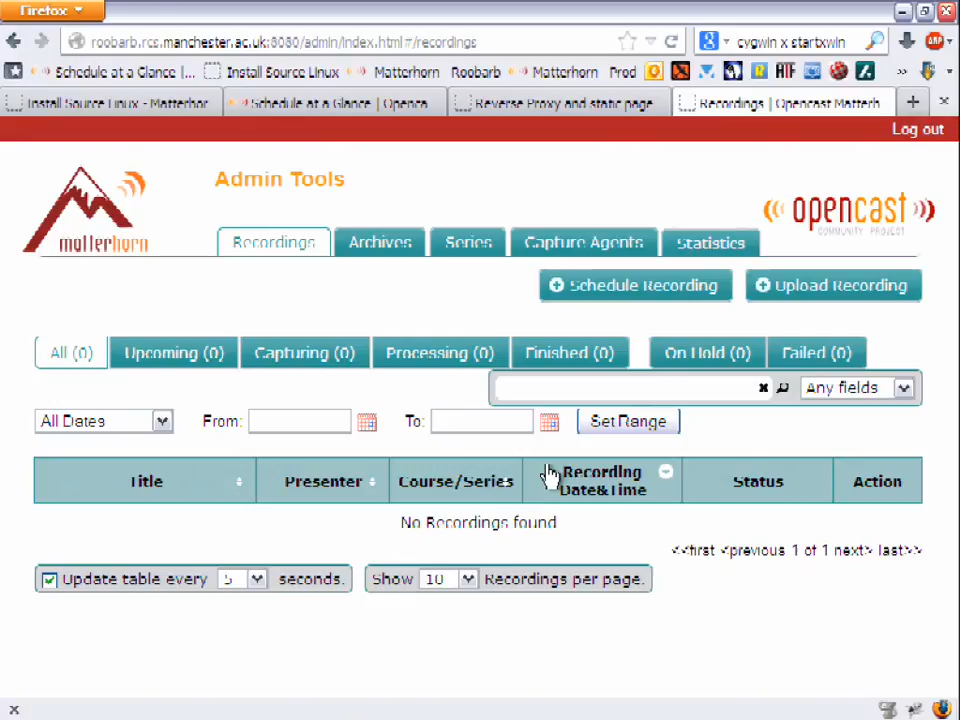 Firefox
roobarb.rcs.manchester.ac.uk:8080/admin/index.html#/recordings
cygwin x startxwin
Schedule at a Glance |...
Install Source Linux
Matterhorn
Roobarb
Matterhorn
Prod
Install Source Linux - Matterhor
Schedule at a Glance | Openca
Reverse Proxy and static page
Recordings | Opencast Matterh
Log out
matterhorn
Admin Tools
opencast
COMMUNITY PROJECT
Recordings
Archives
Series
Capture Agents
Statistics
Schedule Recording
Upload Recording
All (0)
Upcoming (0)
Capturing (0)
Processing (0)
Finished (0)
On Hold (0)
Failed (0)
Any fields
All Dates
From:
To:
Set Range
Title
Presenter
Course/Series
Recording
Date&Time
Status
Action
No Recordings found
<<first <previous 1 of 1 next> last>>
Update table every 5 seconds.
Show 10 Recordings per page.